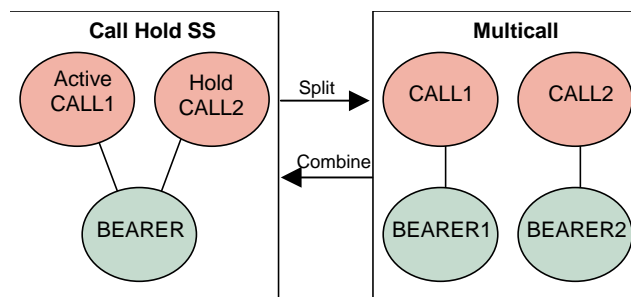 Call Hold SS
Active
CALL1
Hold
CALL2
BEARER
Split
Combine
Multicall
CALL1
CALL2
BEARER1
BEARER2